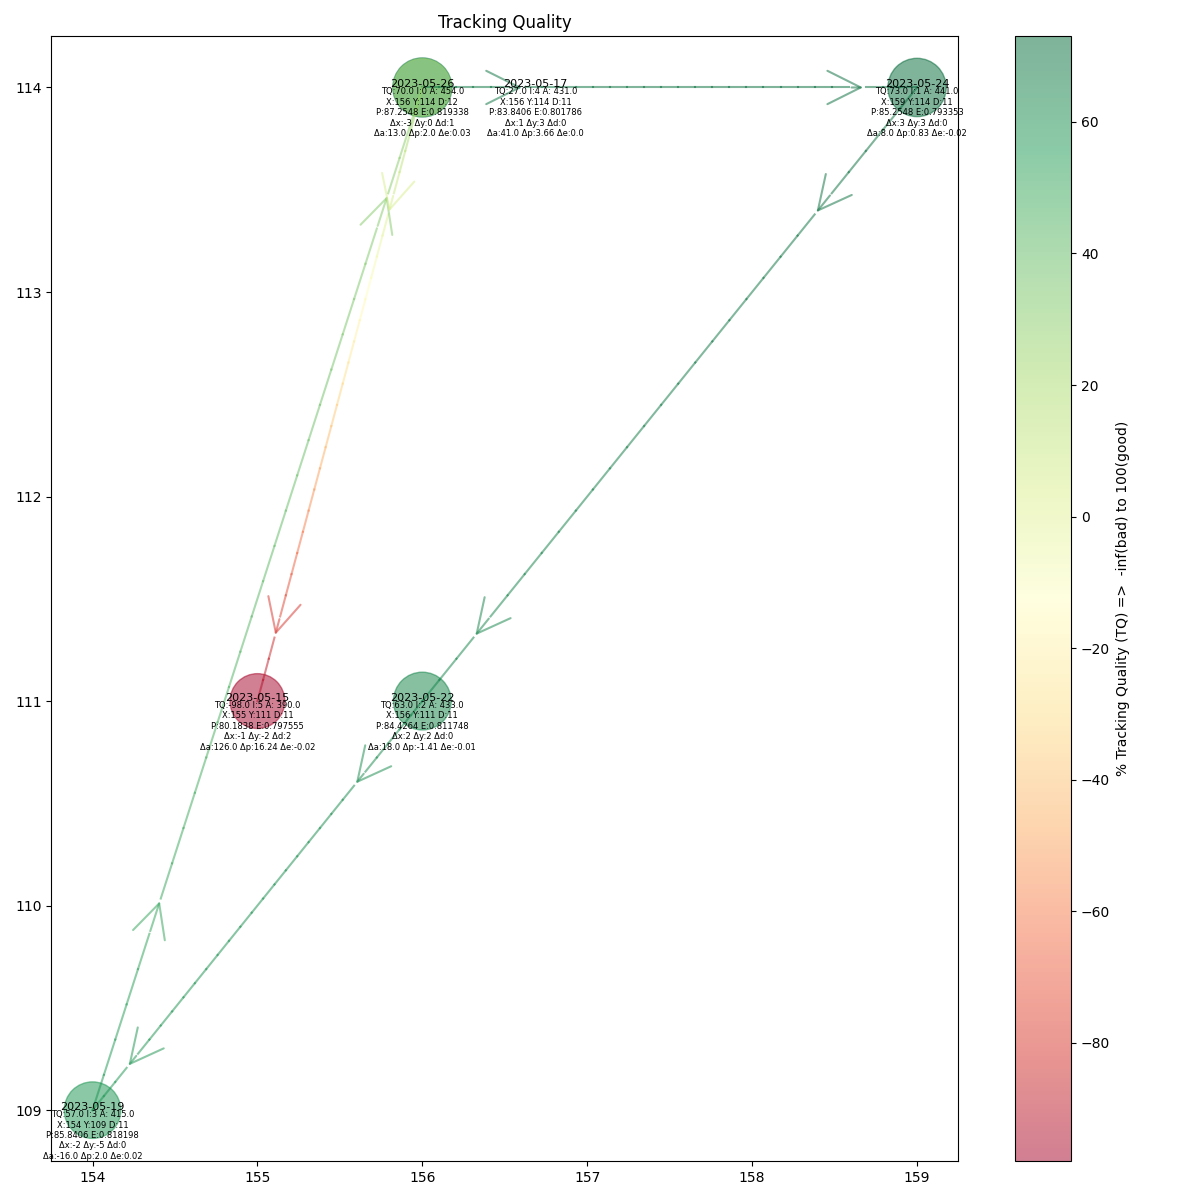 Tracking Quality
114
113
112
111
110
109
2023-05-26
TQ:70.0 I:0 A: 454.0
X:156 Y:114 D:12
P:87.2548 E:0.819338
Δx:-3 Δy:0 Δd:1
Δa:13.0 Δp:2.0 Δe:0.03
2023-05-17
TQ:27.0 I:4 A: 431.0
X:156 Y:114 D:11
P:83.8406 E:0.801786
Δx:1 Δy:3 Δd:0
Δa:41.0 Δp:3.66 Δe:0.0
2023-05-24
TQ:73.0 I:1 A: 441.0
X:159 Y:114 D:11
P:85.2548 E:0.793353
Δx:3 Δy:3 Δd:0
Δa:8.0 Δp:0.83 Δe:-0.02
2023-05-15
TQ:-98.0 I:5 A: 390.0
X:155 Y:111 D:11
P:80.1838 E:0.797555
Δx:-1 Δy:-2 Δd:2
Δa:126.0 Δp:16.24 Δe:-0.02
2023-05-22
TQ:63.0 I:2 A: 433.0
X:156 Y:111 D:11
P:84.4264 E:0.811748
Δx:2 Δy:2 Δd:0
Δa:18.0 Δp:-1.41 Δe:-0.01
2023-05-19
TQ:57.0 I:3 A: 415.0
X:154 Y:109 D:11
P:85.8406 E:0.818198
Δx:-2 Δy:-5 Δd:0
Δa:-16.0 Δp:2.0 Δe:0.02
154
155
156
157
158
159
60
40
20
0
−20
−40
−60
−80
% Tracking Quality (TQ) => -inf(bad) to 100(good)